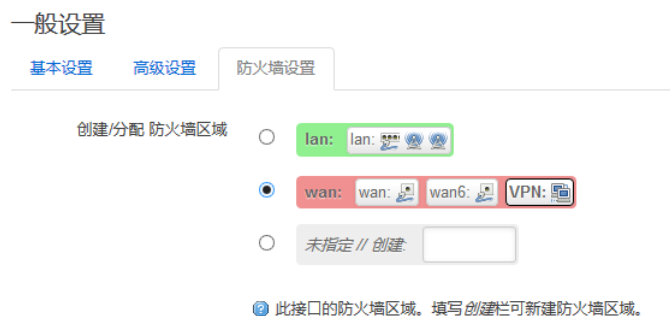 一般设置
基本设置 高级设置 防火墙设置
创建/分配 防火墙区域
lan: lan:
wan: wan: wan6: VPN:
未指定 // 创建:
此接口的防火墙区域。填写创建栏可新建防火墙区域。